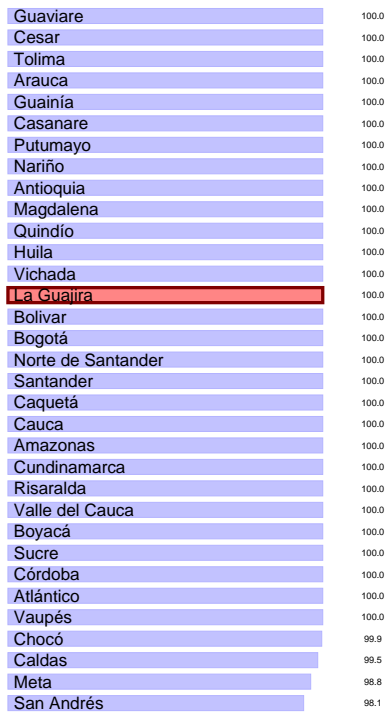 Guaviare 100.0
Cesar 100.0
Tolima 100.0
Arauca 100.0
Guainía 100.0
Casanare 100.0
Putumayo 100.0
Nariño 100.0
Antioquia 100.0
Magdalena 100.0
Quindío 100.0
Huila 100.0
Vichada 100.0
La Guajira 100.0
Bolivar 100.0
Bogotá 100.0
Norte de Santander 100.0
Santander 100.0
Caquetá 100.0
Cauca 100.0
Amazonas 100.0
Cundinamarca 100.0
Risaralda 100.0
Valle del Cauca 100.0
Boyacá 100.0
Sucre 100.0
Córdoba 100.0
Atlántico 100.0
Vaupés 100.0
Chocó 99.9
Caldas 99.5
Meta 98.8
San Andrés 98.1